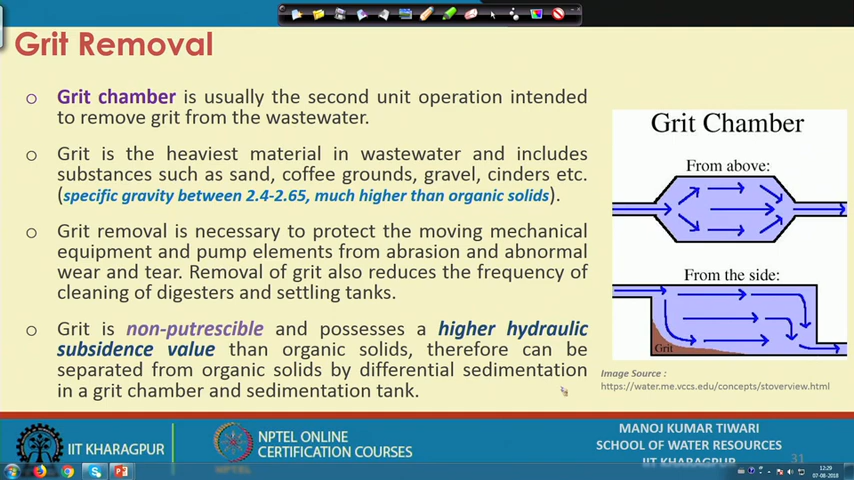 Grit Removal
Grit chamber is usually the second unit operation intended
to remove grit from the wastewater.
Grit is the heaviest material in wastewater and includes
substances such as sand, coffee grounds, gravel, cinders etc.
(specific gravity between 2.4-2.65, much higher than organic solids).
Grit removal is necessary to protect the moving mechanical
equipment and pump elements from abrasion and abnormal
wear and tear. Removal of grit also reduces the frequency of
cleaning of digesters and settling tanks.
Grit is non-putrescible and possesses a higher hydraulic
subsidence value than organic solids, therefore can be
separated from organic solids by differential sedimentation
in a grit chamber and sedimentation tank.
Grit Chamber
From above:
From the side:
Grit
Image Source :
https://water.me.vccs.edu/concepts/stoverview.html
IIT KHARAGPUR
NPTEL ONLINE
CERTIFICATION COURSES
MANOJ KUMAR TIWARI
SCHOOL OF WATER RESOURCES
IIT KHARAGPUR
31
12:29
07-08-2018